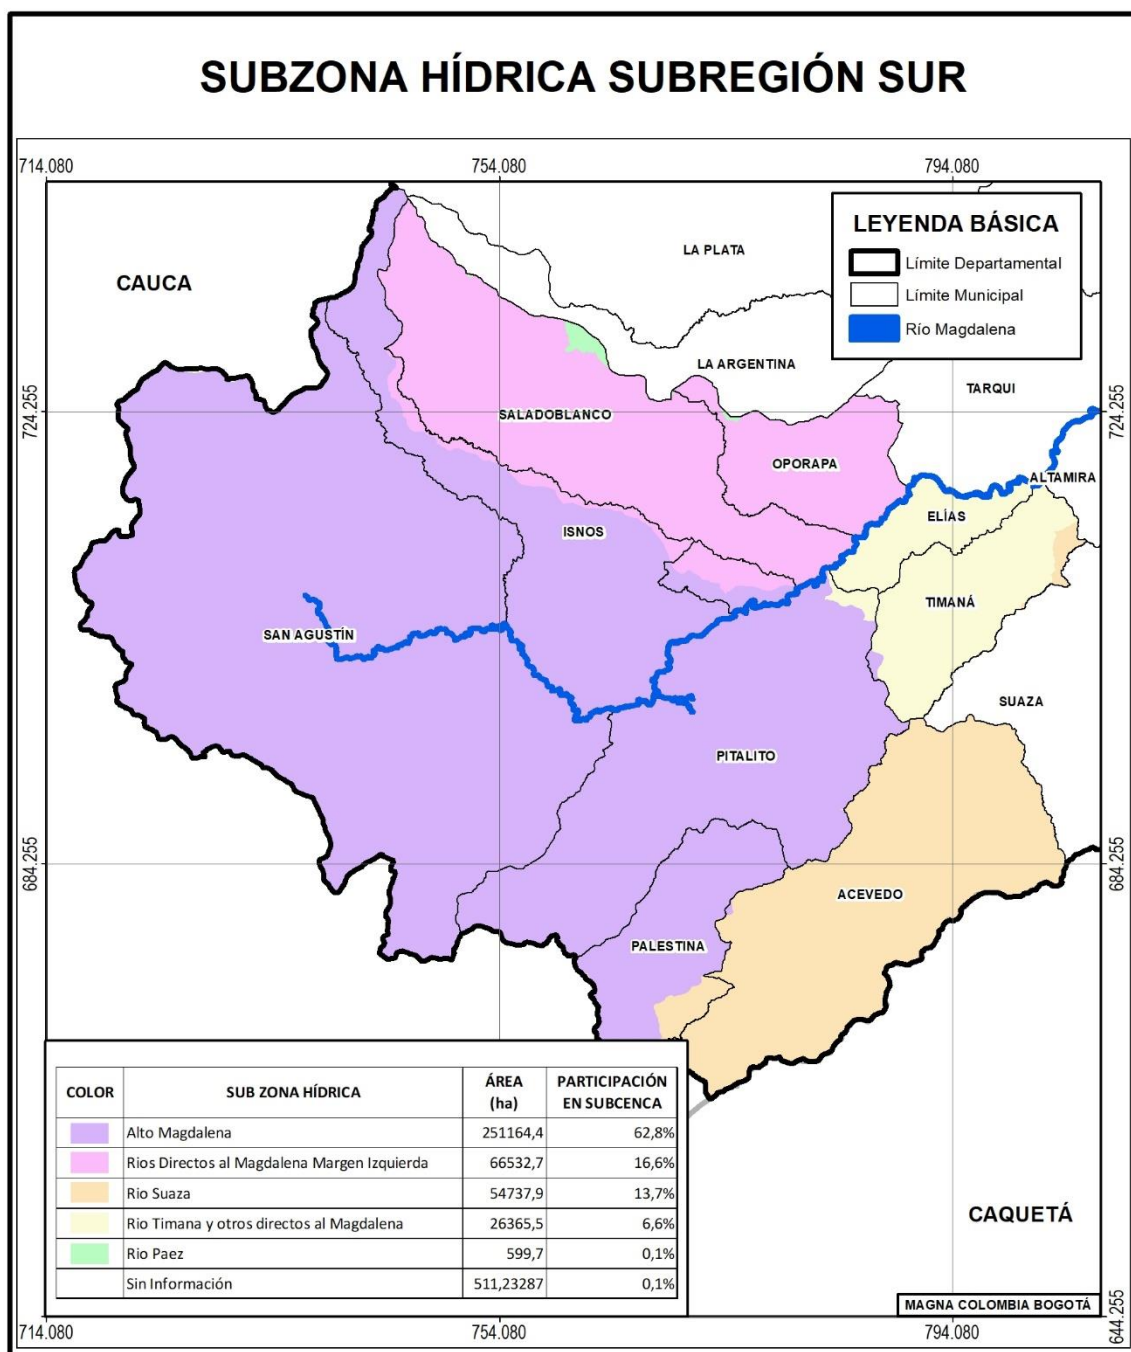 SUBZONA HÍDRICA SUBREGIÓN SUR
714.080 754.080 794.080
LEYENDA BÁSICA
Límite Departamental
Límite Municipal
Río Magdalena
LA PLATA
CAUCA
LA ARGENTINA
TARQUI
724.255 724.255
SALADOBLANCO
OPORAPA
ALTAMIRA
ELÍAS
ISNOS
TIMANÁ
SAN AGUSTÍN
SUAZA
PITALITO
684.255 684.255
ACEVEDO
PALESTINA
COLOR SUB ZONA HÍDRICA ÁREA (ha) PARTICIPACIÓN EN SUBCENCA
Alto Magdalena 251164,4 62,8%
Rios Directos al Magdalena Margen Izquierda 66532,7 16,6%
Rio Suaza 54737,9 13,7%
Rio Timana y otros directos al Magdalena 26365,5 6,6%
Rio Paez 599,7 0,1%
Sin Información 511,23287 0,1%
CAQUETÁ
MAGNA COLOMBIA BOGOTÁ
644.255
714.080 754.080 794.080